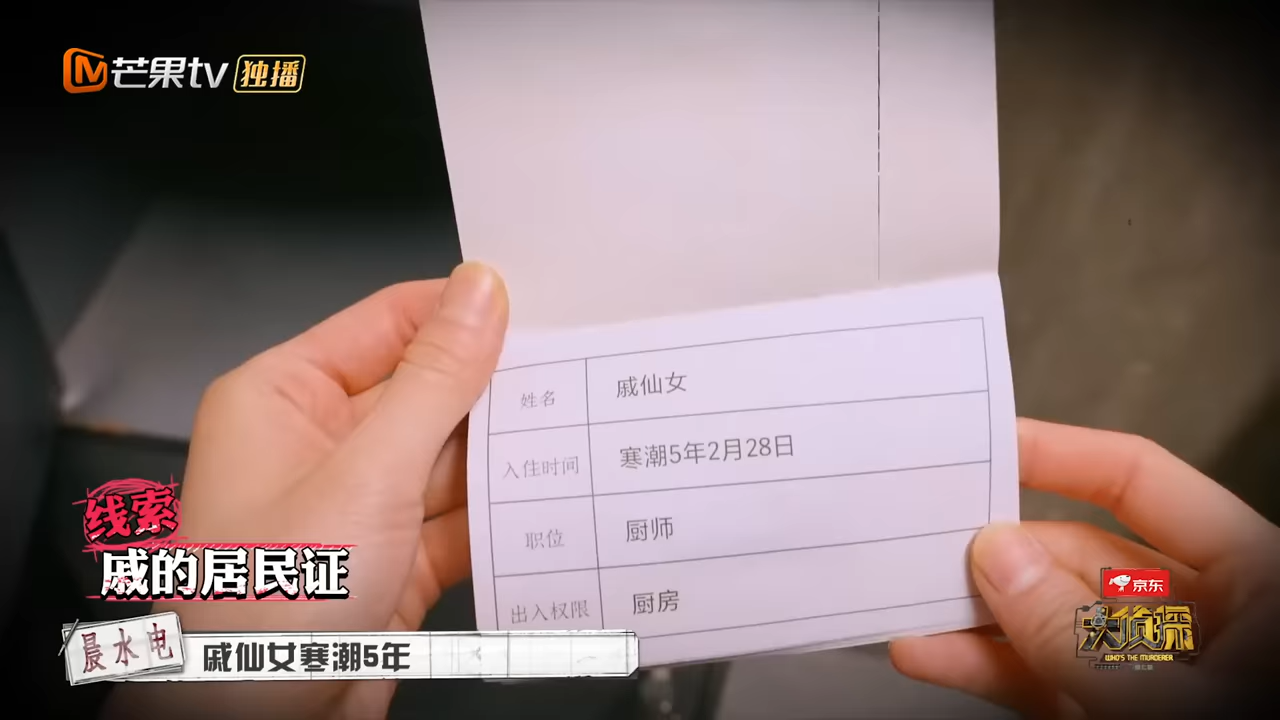 芒果tv 独播
姓名 戚仙女
入住时间 寒潮5年2月28日
职位 厨师
出入权限 厨房
线索
戚的居民证
晨水电 戚仙女寒潮5年
京东
大侦探
WHO'S THE MURDERER